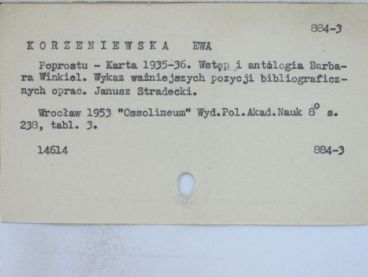 884-3
KORZENIEWSKA EWA
Poprostu - Karta 1935-36. Wstęp i antologia Barba-
ra Winkiel. Wykaz ważniejszych pozycji bibliograficz-
nych oprac. Janusz Stradecki.
Wrocław 1953 "Ossolineum" Wyd.Pol.Akad.Nauk 8° s.
238, tabl. 3.
14614 884-3